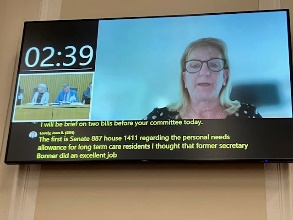 02:39
I will be brief on two bills before your committee today.
The first is Senate 887 house 1411 regarding the personal needs
allowance for long term care residents I thought that former secretary
Bonner did an excellent job